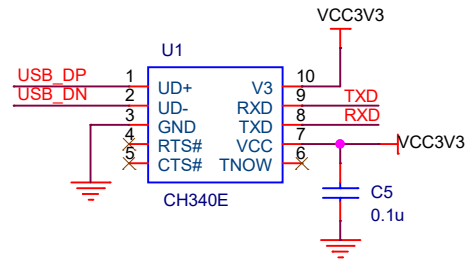 VCC3V3
U1
USB_DP 1 UD+ V3 10
USB_DN 2 UD- RXD 9 TXD
3 GND TXD 8 RXD
4 RTS# VCC 7 VCC3V3
5 CTS# TNOW 6
CH340E
C5
0.1u